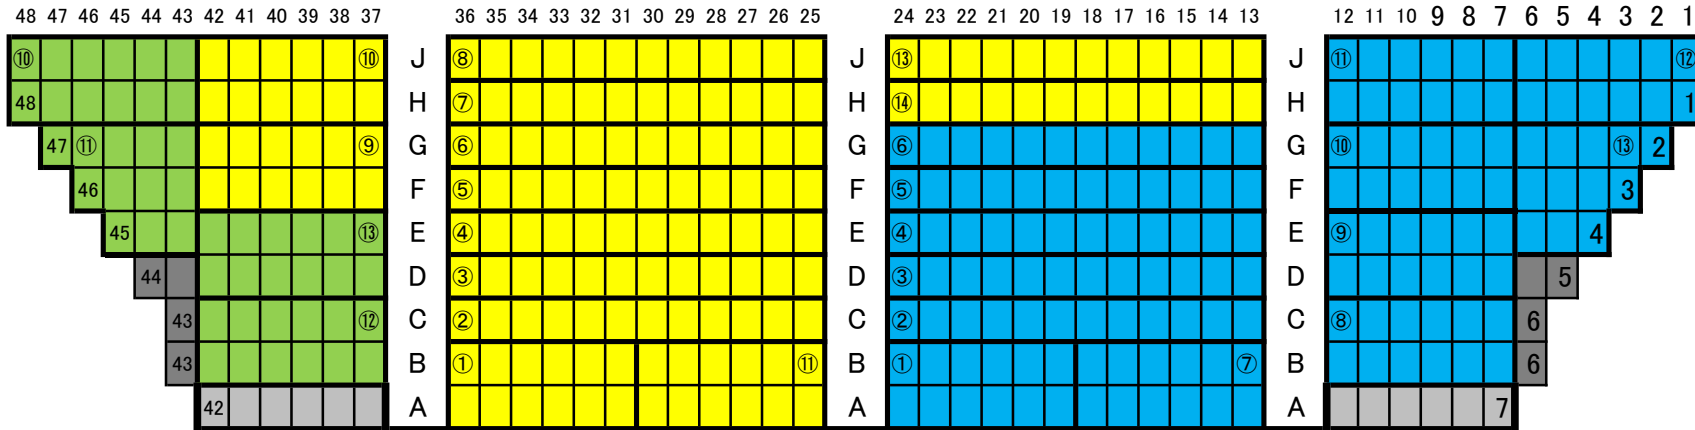 48 47 46 45 44 43 42 41 40 39 38 37 36 35 34 33 32 31 30 29 28 27 26 25 24 23 22 21 20 19 18 17 16 15 14 13 12 11 10 9 8 7 6 5 4 3 2 1
⑩ ⑩ ⑧ J ⑬ J ⑪ ⑫ J
48 H ⑦ H ⑭ H 1
47 ⑪ ⑨ G ⑥ G ⑥ G ⑩ ⑬ 2
46 F ⑤ F ⑤ F 3
45 ⑬ E ④ E ④ E ⑨ 4
44 D ③ D ③ D 5
43 ⑫ C ② C ② C ⑧ 6
43 B ① ⑪ B ① ⑦ B 6
42 A A A 7